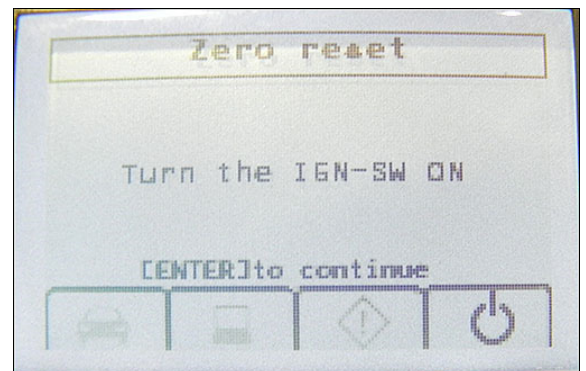 Zero reset
Turn the IGN-SW ON
[ENTER]to continue